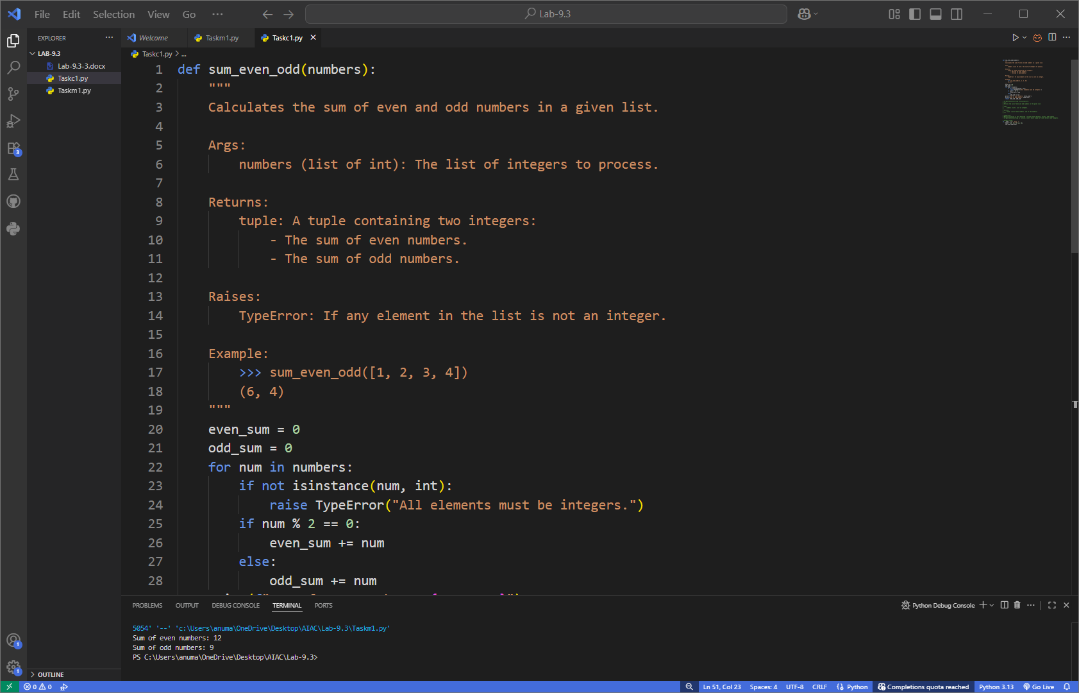 File Edit Selection View Go ··· Lab-9.3
EXPLORER ···
LAB-9.3
Lab-9.3-3.docx
Taskc1.py
Taskm1.py
Welcome Taskm1.py Taskc1.py
Taskc1.py > ...
1 def sum_even_odd(numbers):
2 """
3 Calculates the sum of even and odd numbers in a given list.
4
5 Args:
6 numbers (list of int): The list of integers to process.
7
8 Returns:
9 tuple: A tuple containing two integers:
10 - The sum of even numbers.
11 - The sum of odd numbers.
12
13 Raises:
14 TypeError: If any element in the list is not an integer.
15
16 Example:
17 >>> sum_even_odd([1, 2, 3, 4])
18 (6, 4)
19 """
20 even_sum = 0
21 odd_sum = 0
22 for num in numbers:
23 if not isinstance(num, int):
24 raise TypeError("All elements must be integers.")
25 if num % 2 == 0:
26 even_sum += num
27 else:
28 odd_sum += num
PROBLEMS OUTPUT DEBUG CONSOLE TERMINAL PORTS Python Debug Console
5054' '--' 'c:\Users\anuma\OneDrive\Desktop\AIAC\Lab-9.3\Taskm1.py'
Sum of even numbers: 12
Sum of odd numbers: 9
PS C:\Users\anuma\OneDrive\Desktop\AIAC\Lab-9.3>
OUTLINE
0 0 Ln 51, Col 23 Spaces: 4 UTF-8 CRLF Python Completions quota reached Python 3.13 Go Live